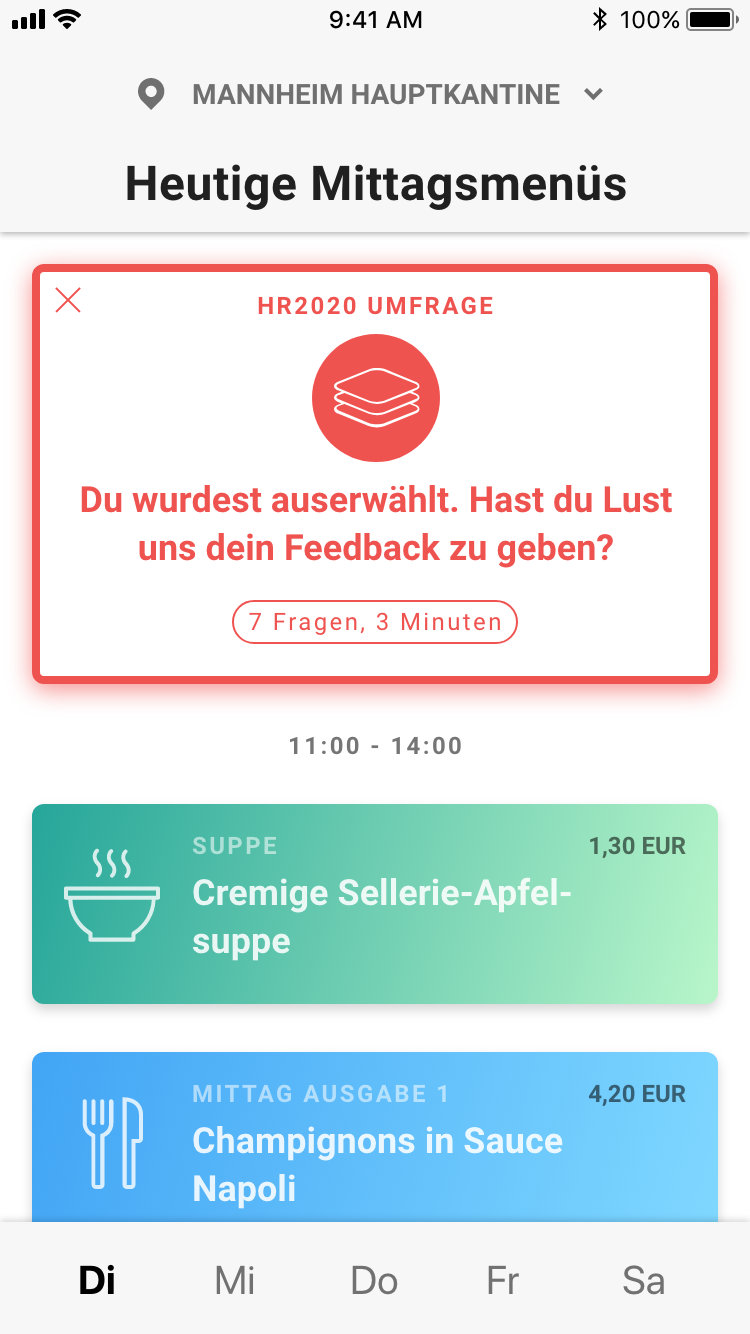 9:41 AM
100%
MANNHEIM HAUPTKANTINE
Heutige Mittagsmenüs
HR2020 UMFRAGE
Du wurdest auserwählt. Hast du Lust
uns dein Feedback zu geben?
7 Fragen, 3 Minuten
11:00 - 14:00
SUPPE
1,30 EUR
Cremige Sellerie-Apfel-
suppe
MITTAG AUSGABE 1
4,20 EUR
Champignons in Sauce
Napoli
Di Mi Do Fr Sa